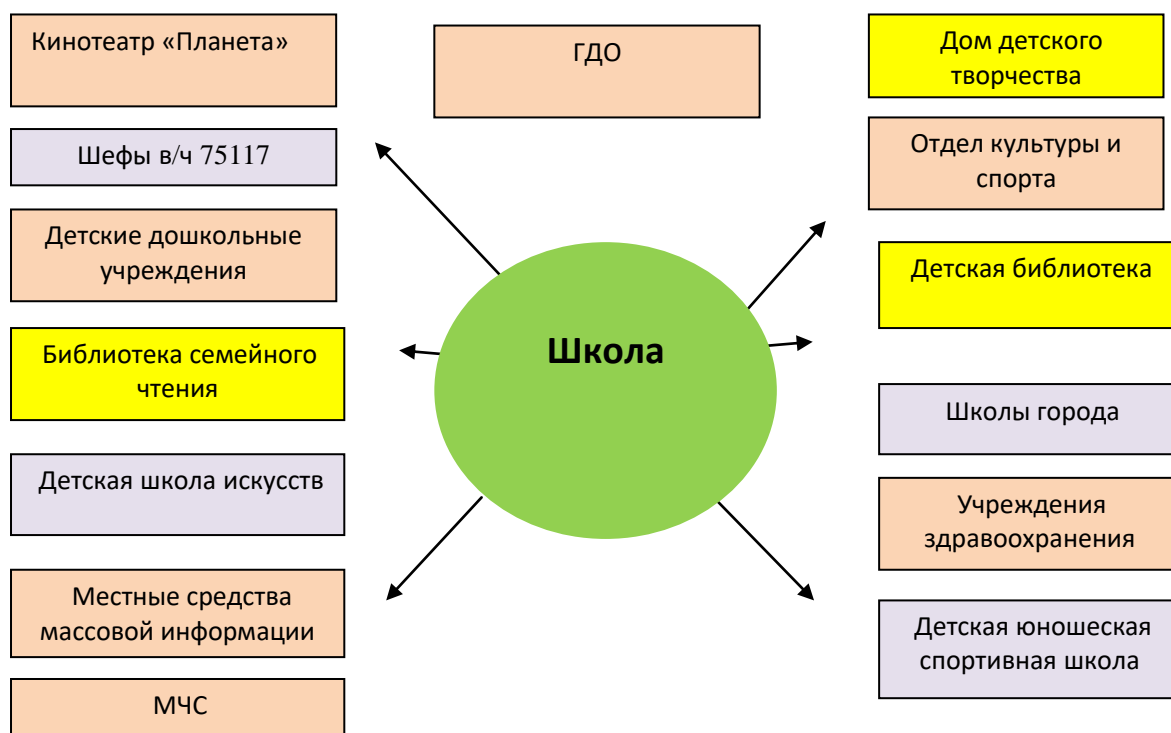 Кинотеатр «Планета»
Шефы в/ч 75117
Детские дошкольные
учреждения
Библиотека семейного
чтения
Детская школа искусств
Местные средства
массовой информации
МЧС
ГДО
Школа
Дом детского
творчества
Отдел культуры и
спорта
Детская библиотека
Школы города
Учреждения
здравоохранения
Детская юношеская
спортивная школа